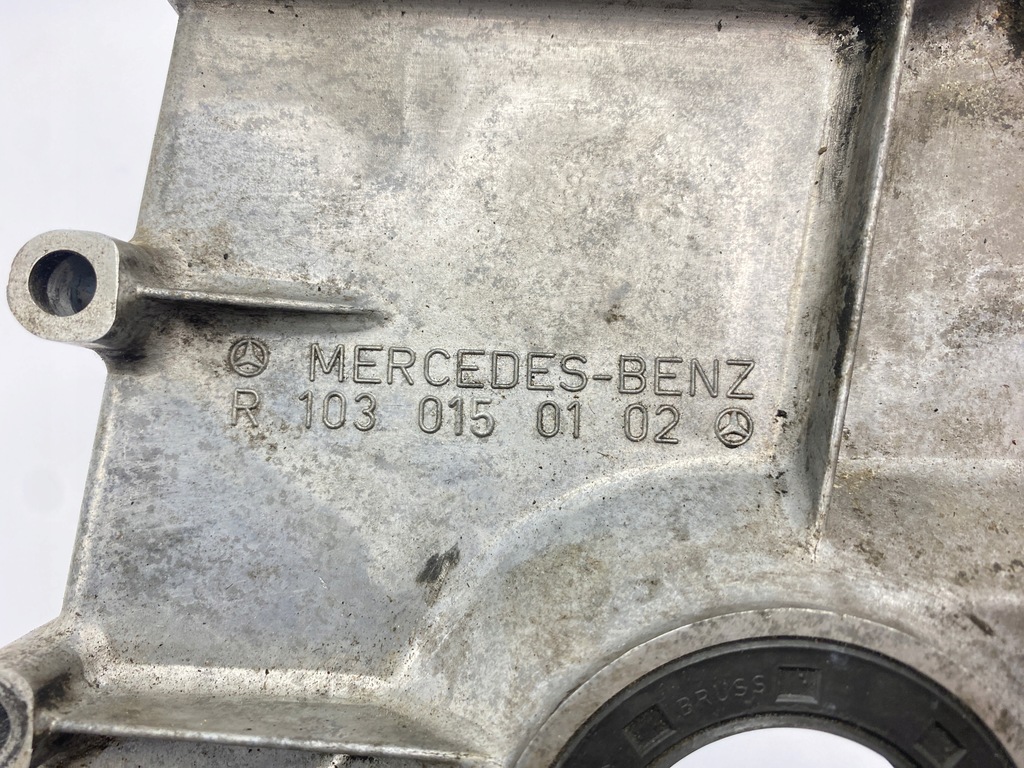 MERCEDES-BENZ
R 103 015 01 02
BRUSS